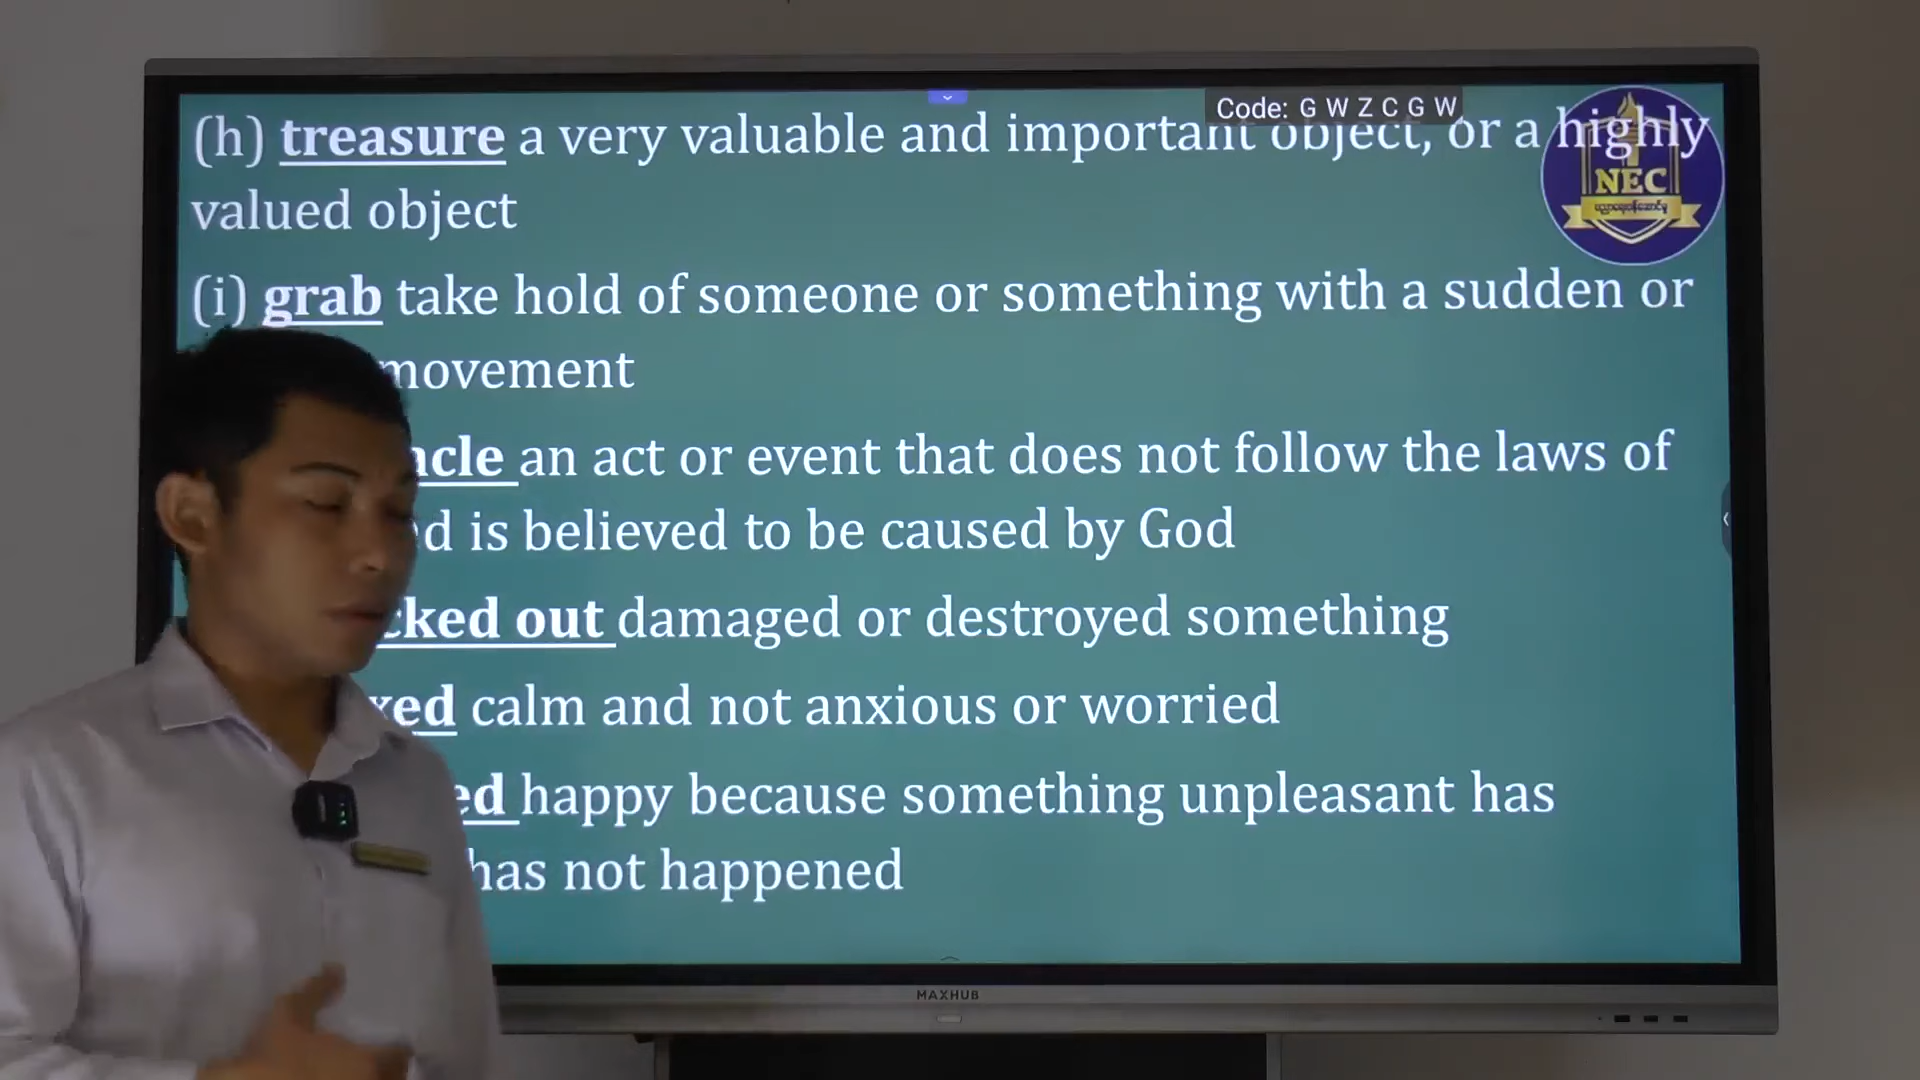 Code: G W Z C G W
(h) treasure a very valuable and important object, or a highly
valued object
NEC
(i) grab take hold of someone or something with a sudden or
movement
cle an act or event that does not follow the laws of
d is believed to be caused by God
cked out damaged or destroyed something
xed calm and not anxious or worried
ed happy because something unpleasant has
has not happened
MAXHUB